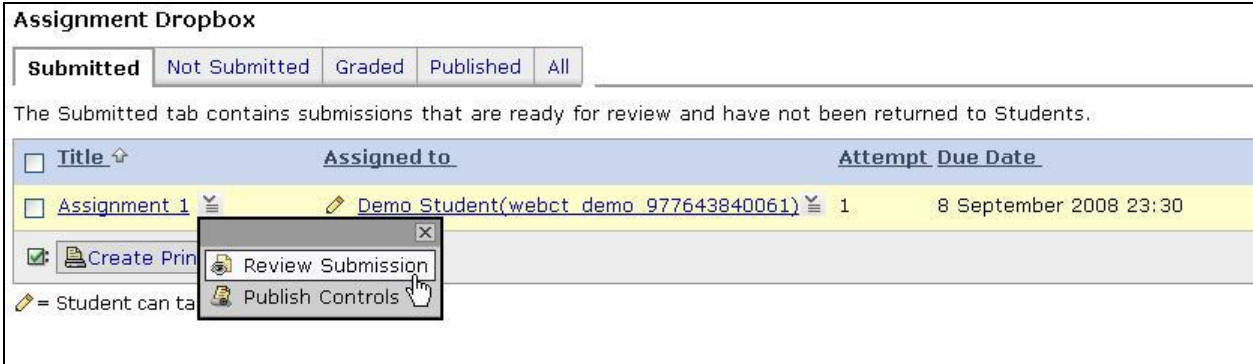 Assignment Dropbox
Submitted Not Submitted Graded Published All
The Submitted tab contains submissions that are ready for review and have not been returned to Students.
Title Assigned to Attempt Due Date
Assignment 1 Demo Student(webct_demo_977643840061) 1 8 September 2008 23:30
Create Prin
Review Submission
= Student can ta
Publish Controls